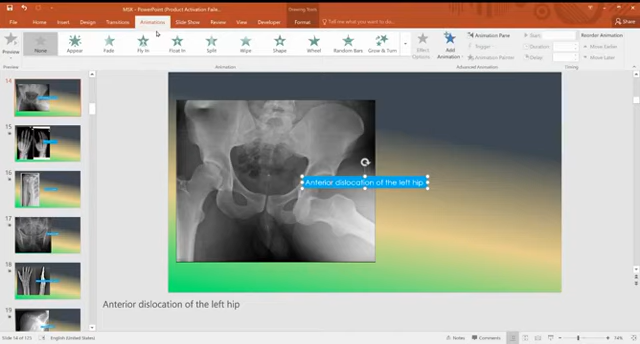 MSK - PowerPoint (Product Activation Faile...
Drawing Tools
File
Home
Insert
Design
Transitions
Animations
Slide Show
Review
View
Developer
Format
Tell me what you want to do...
Share
Preview
None
Appear
Fade
Fly In
Float In
Split
Wipe
Shape
Wheel
Random Bars
Grow & Turn
Effect Options
Add Animation
Animation Pane
Trigger
Animation Painter
Start:
Duration:
Delay:
Reorder Animation
Move Earlier
Move Later
Preview
Animation
Advanced Animation
Timing
14
15
16
17
18
19
Anterior dislocation of the left hip
Anterior dislocation of the left hip
Slide 14 of 135
English (United Kingdom)
Notes
Comments